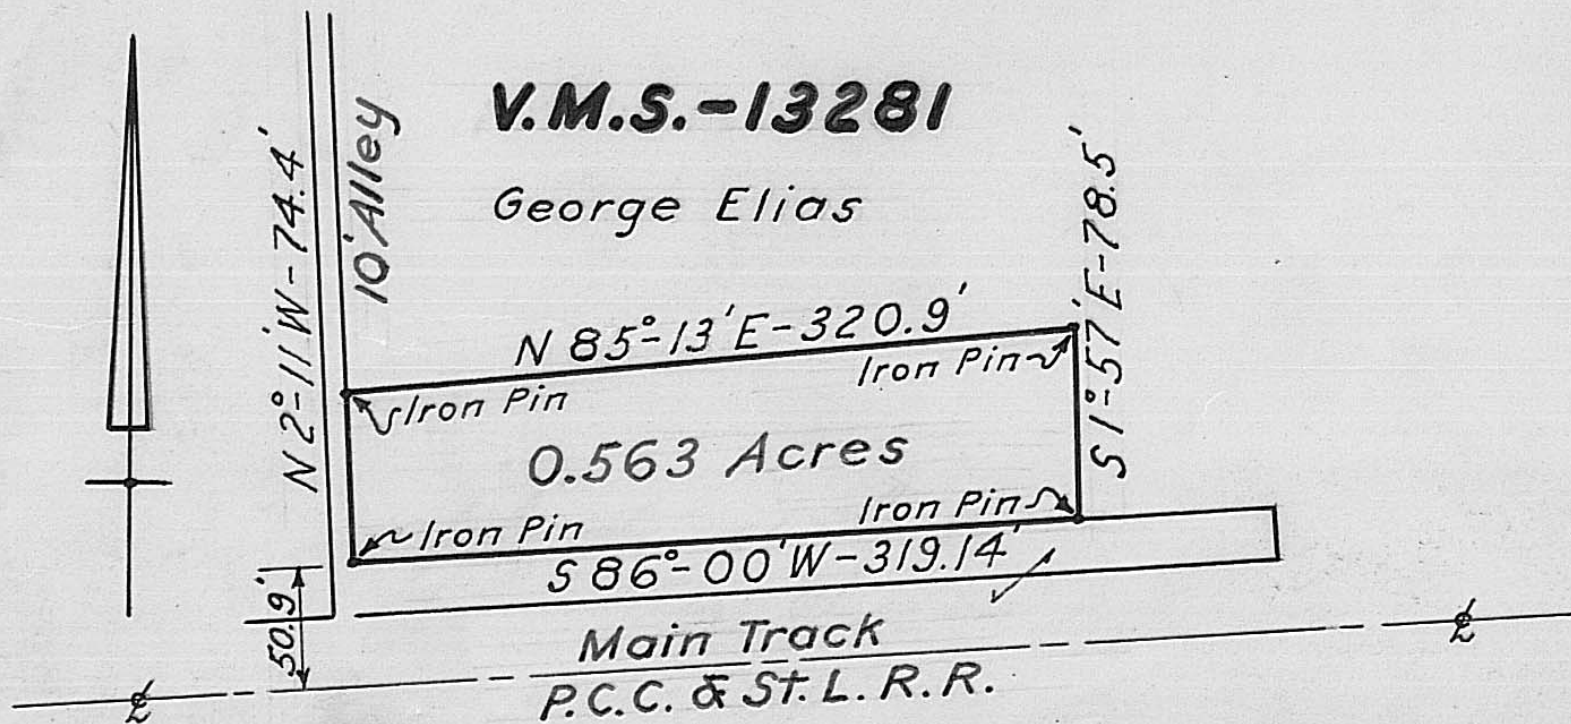 V.M.S.-13281
George Elias
10' Alley
N 2°-11' W-74.4'
N 85°-13' E-320.9'
S 1°-57' E-78.5'
Iron Pin
Iron Pin
0.563 Acres
Iron Pin
Iron Pin
S 86°-00' W-319.14'
50.9'
Main Track
P.C.C. & St. L. R. R.
℄
℄